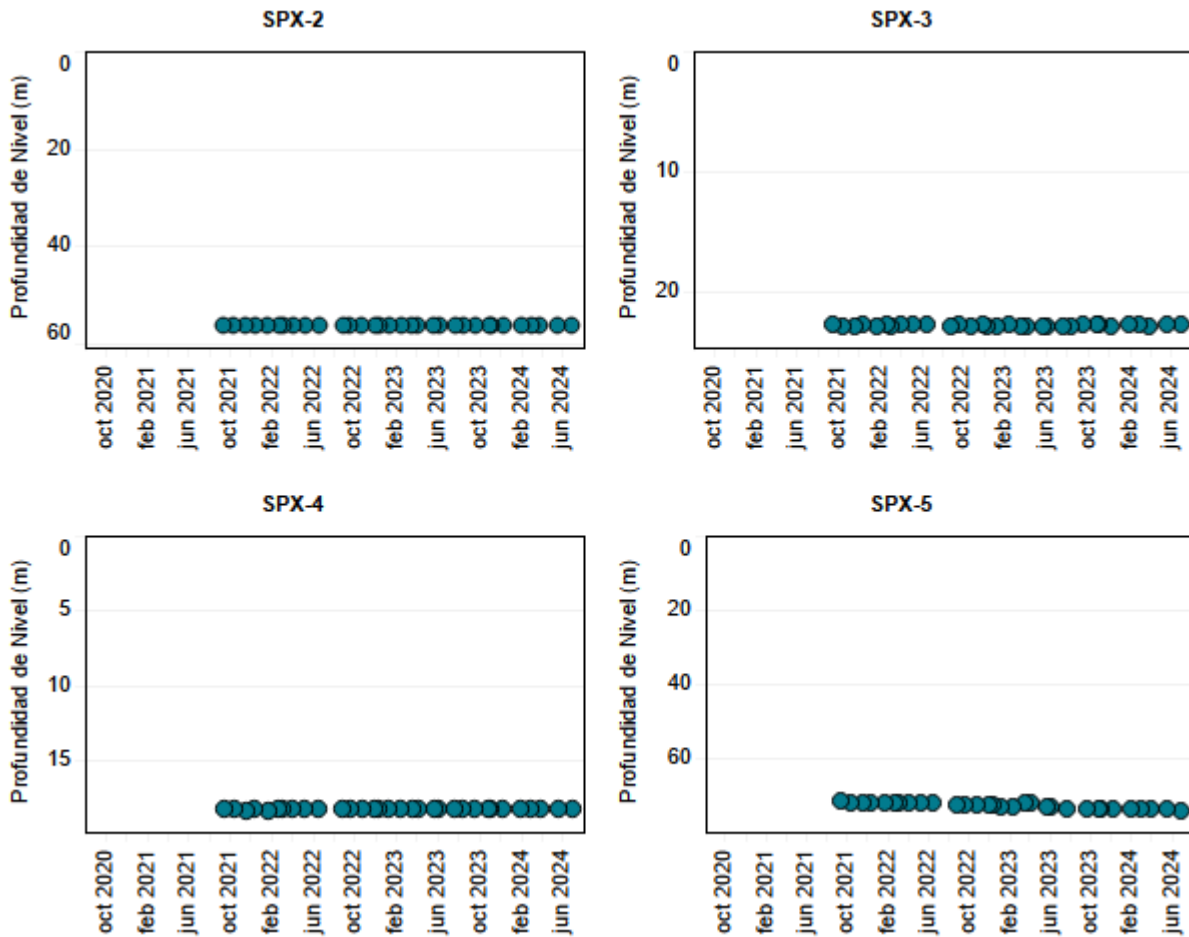 SPX-2
Profundidad de Nivel (m)
0
20
40
60
oct 2020
feb 2021
jun 2021
oct 2021
feb 2022
jun 2022
oct 2022
feb 2023
jun 2023
oct 2023
feb 2024
jun 2024
SPX-3
Profundidad de Nivel (m)
0
10
20
oct 2020
feb 2021
jun 2021
oct 2021
feb 2022
jun 2022
oct 2022
feb 2023
jun 2023
oct 2023
feb 2024
jun 2024
SPX-4
Profundidad de Nivel (m)
0
5
10
15
oct 2020
feb 2021
jun 2021
oct 2021
feb 2022
jun 2022
oct 2022
feb 2023
jun 2023
oct 2023
feb 2024
jun 2024
SPX-5
Profundidad de Nivel (m)
0
20
40
60
oct 2020
feb 2021
jun 2021
oct 2021
feb 2022
jun 2022
oct 2022
feb 2023
jun 2023
oct 2023
feb 2024
jun 2024